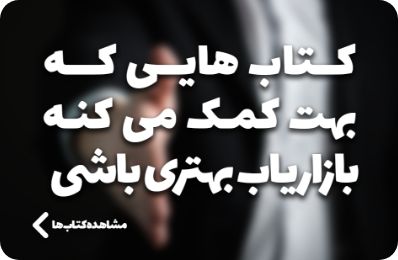 کتاب هایی که
بهت کمک می کنه
بازاریاب بهتری باشی
مشاهده کتاب‌ها